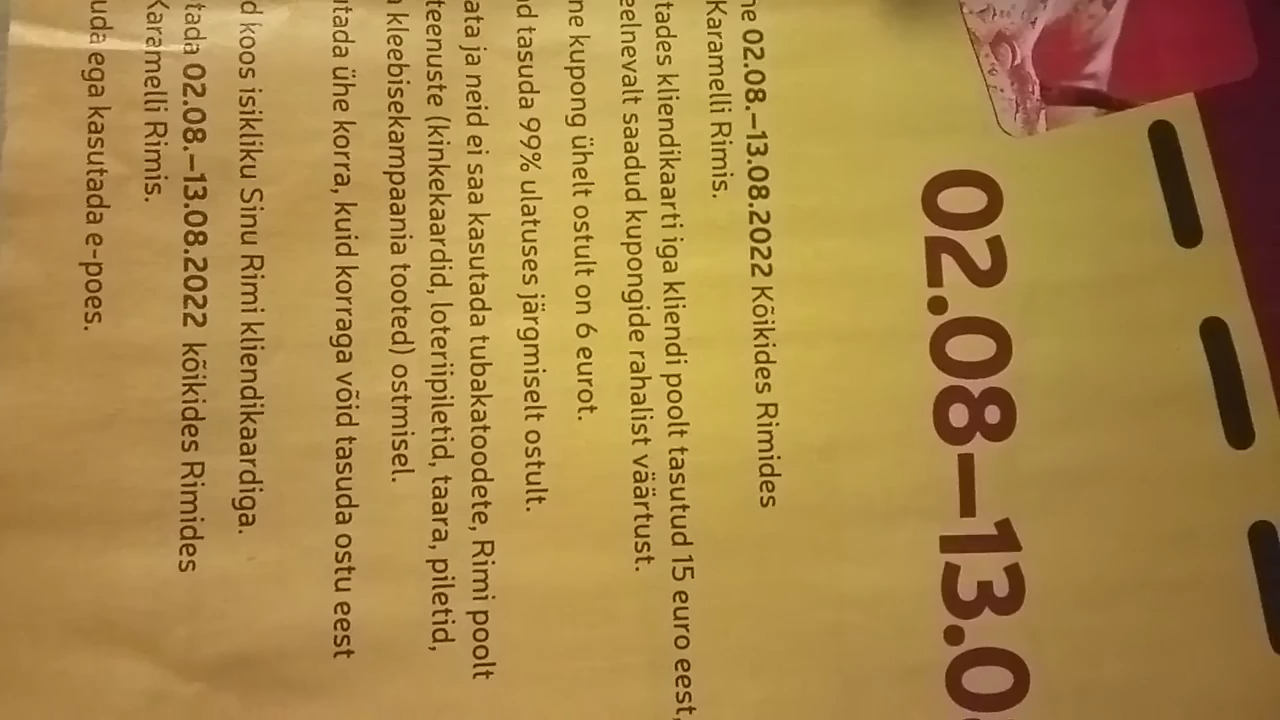 02.08–13.0
02.08.–13.08.2022 Kõikides Rimides
Karamelli Rimis.
tades kliendikaarti iga kliendi poolt tasutud 15 euro eest,
eelnevalt saadud kupongide rahalist väärtust.
ne kupong ühelt ostult on 6 eurot.
d tasuda 99% ulatuses järgmiselt ostult.
ata ja neid ei saa kasutada tubakatoodete, Rimi poolt
teenuste (kinkekaardid, loteriipiletid, taara, piletid,
kleebisekampaania tooted) ostmisel.
tada ühe korra, kuid korraga võid tasuda ostu eest
d koos isikliku Sinu Rimi kliendikaardiga.
tada 02.08.–13.08.2022 kõikides Rimides
Karamelli Rimis.
uda ega kasutada e-poes.